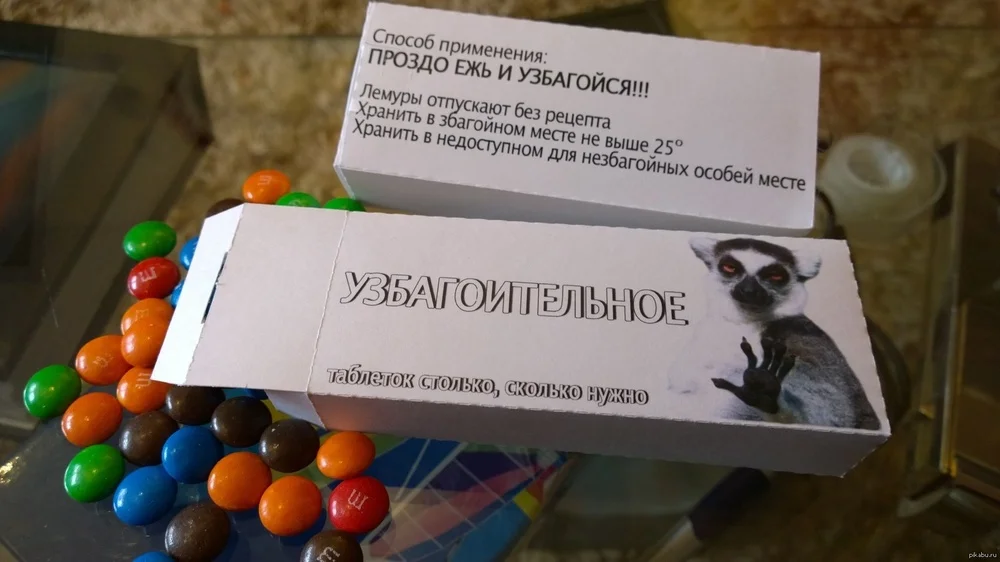 Способ применения:
ПРОЗДО ЕЖЬ И УЗБАГОЙСЯ!!!
Лемуры отпускают без рецепта
Хранить в збагойном месте не выше 25°
Хранить в недоступном для незбагойных особей месте
УЗБАГОИТЕЛЬНОЕ
таблеток столько, сколько нужно
m
m
m
pikabu.ru